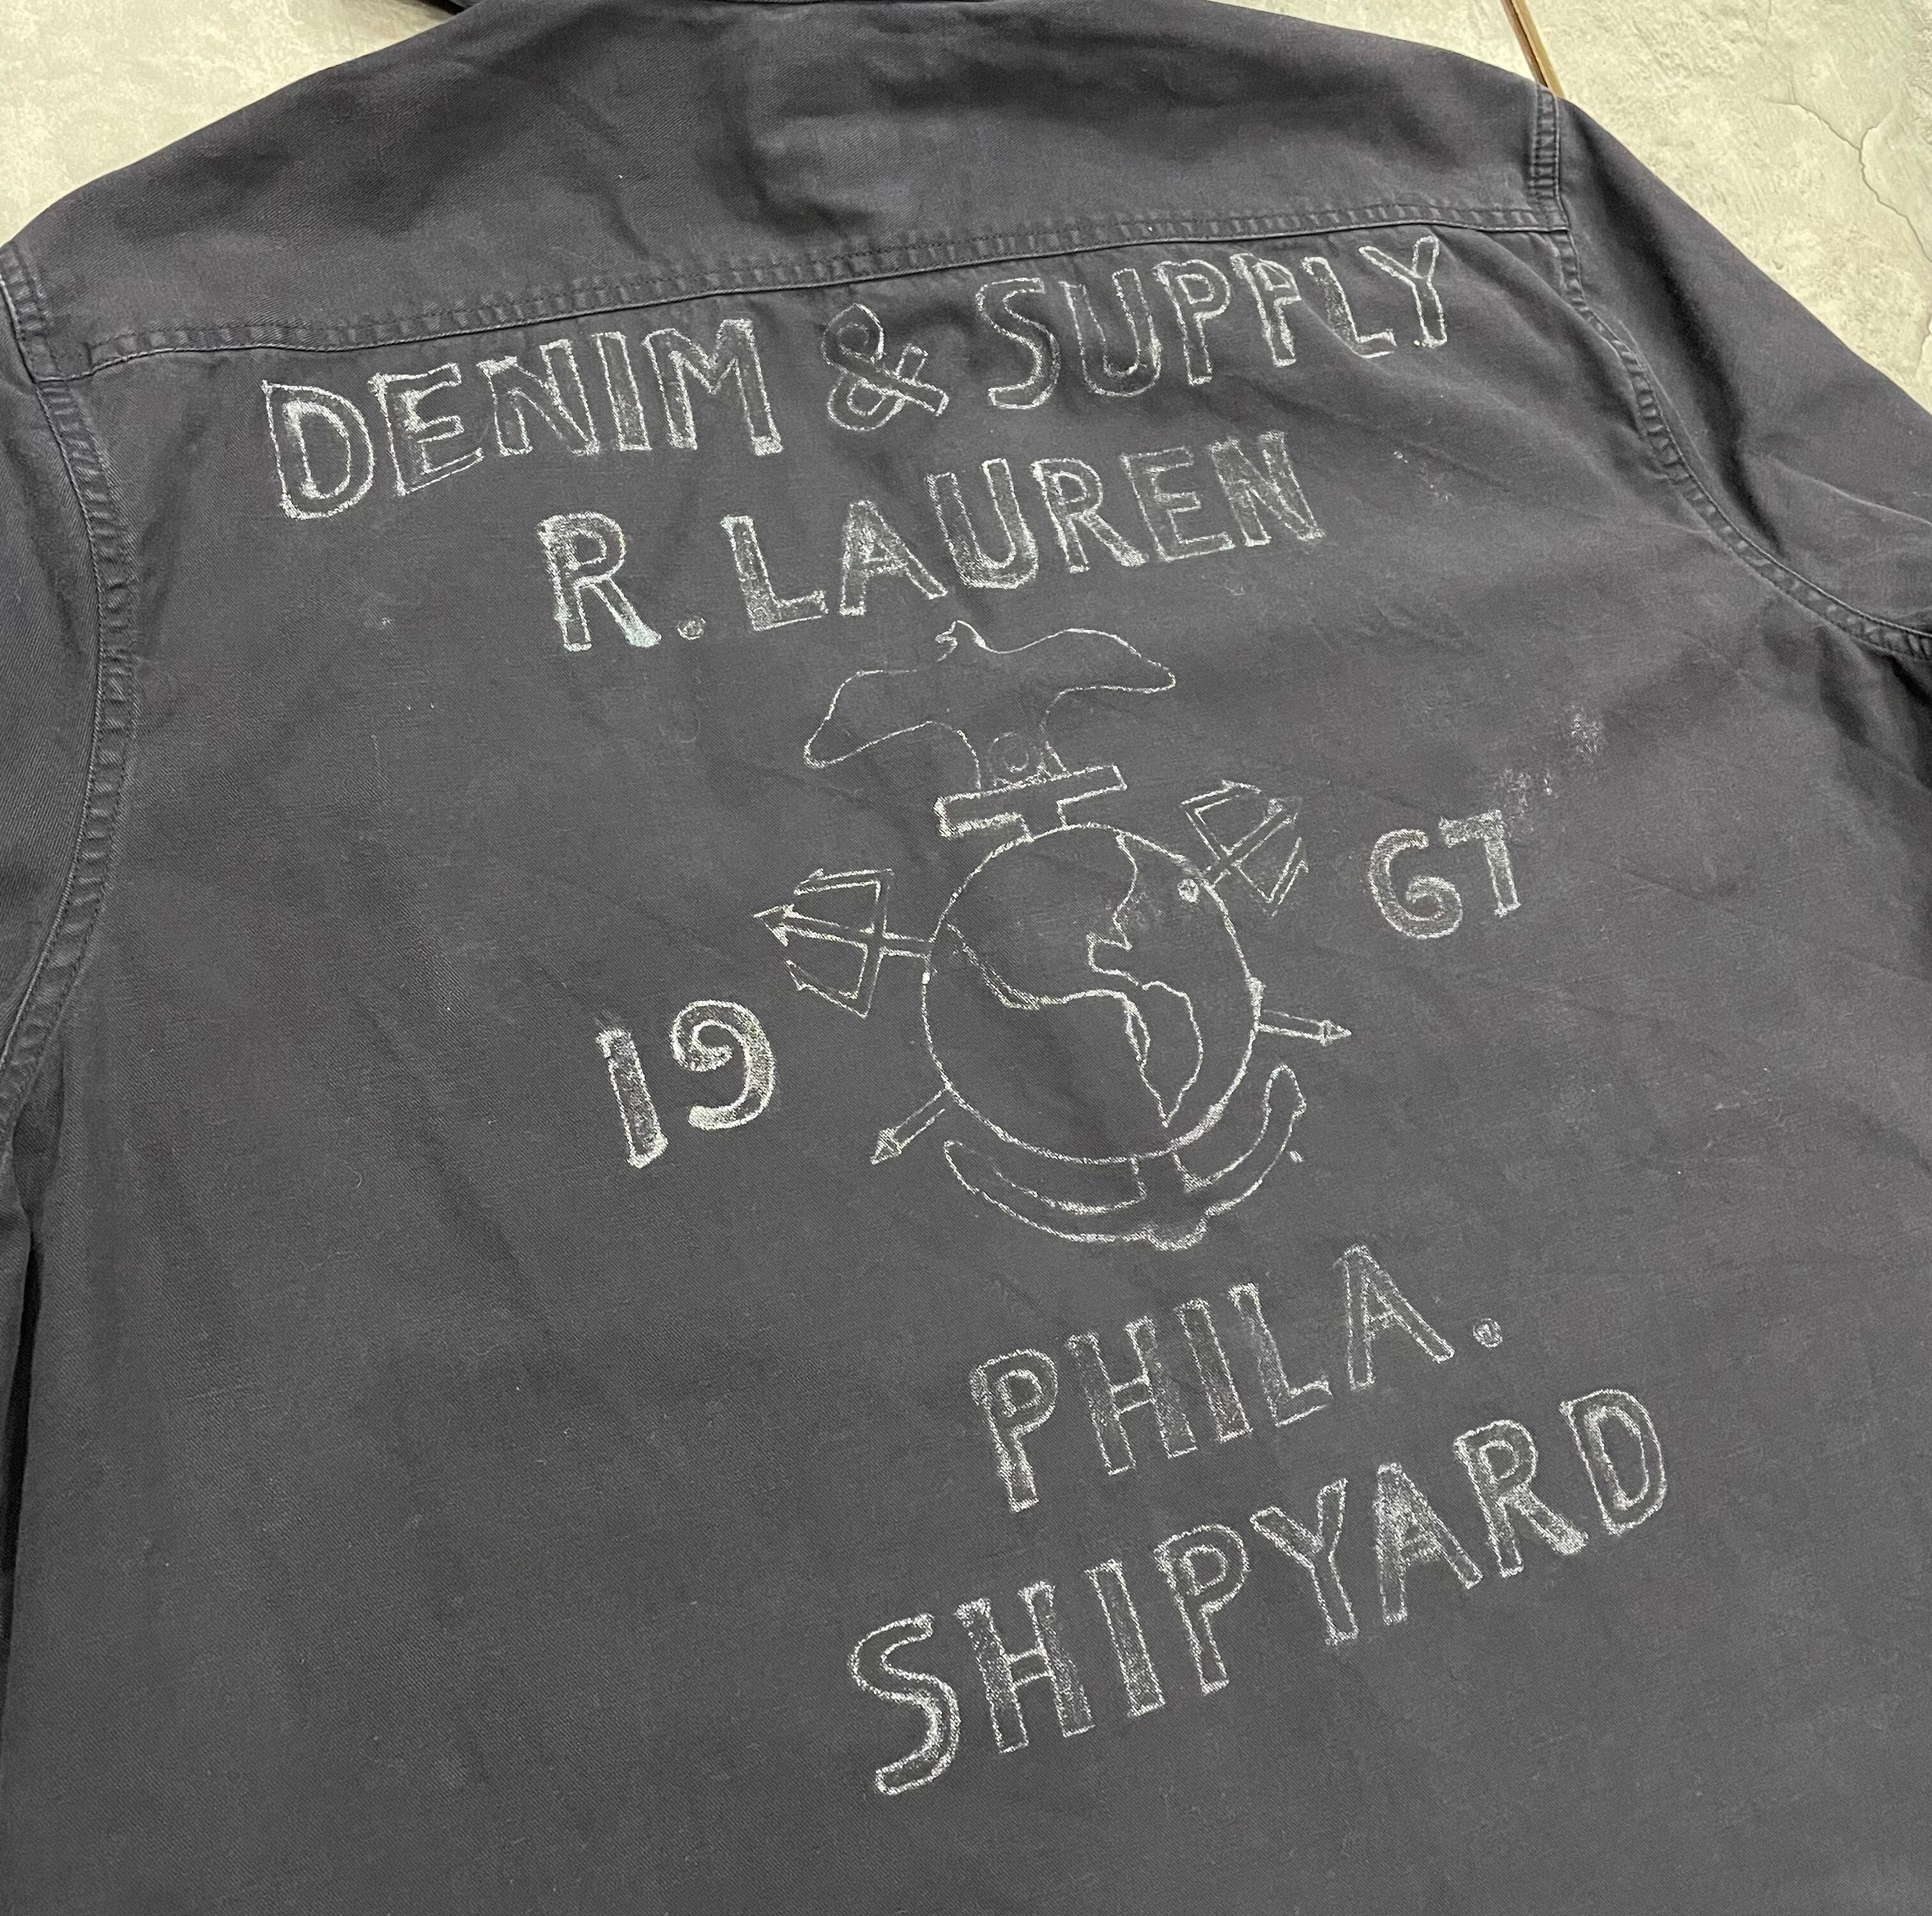 DENIM & SUPPLY
R. LAUREN
19 67
PHILA.
SHIPYARD